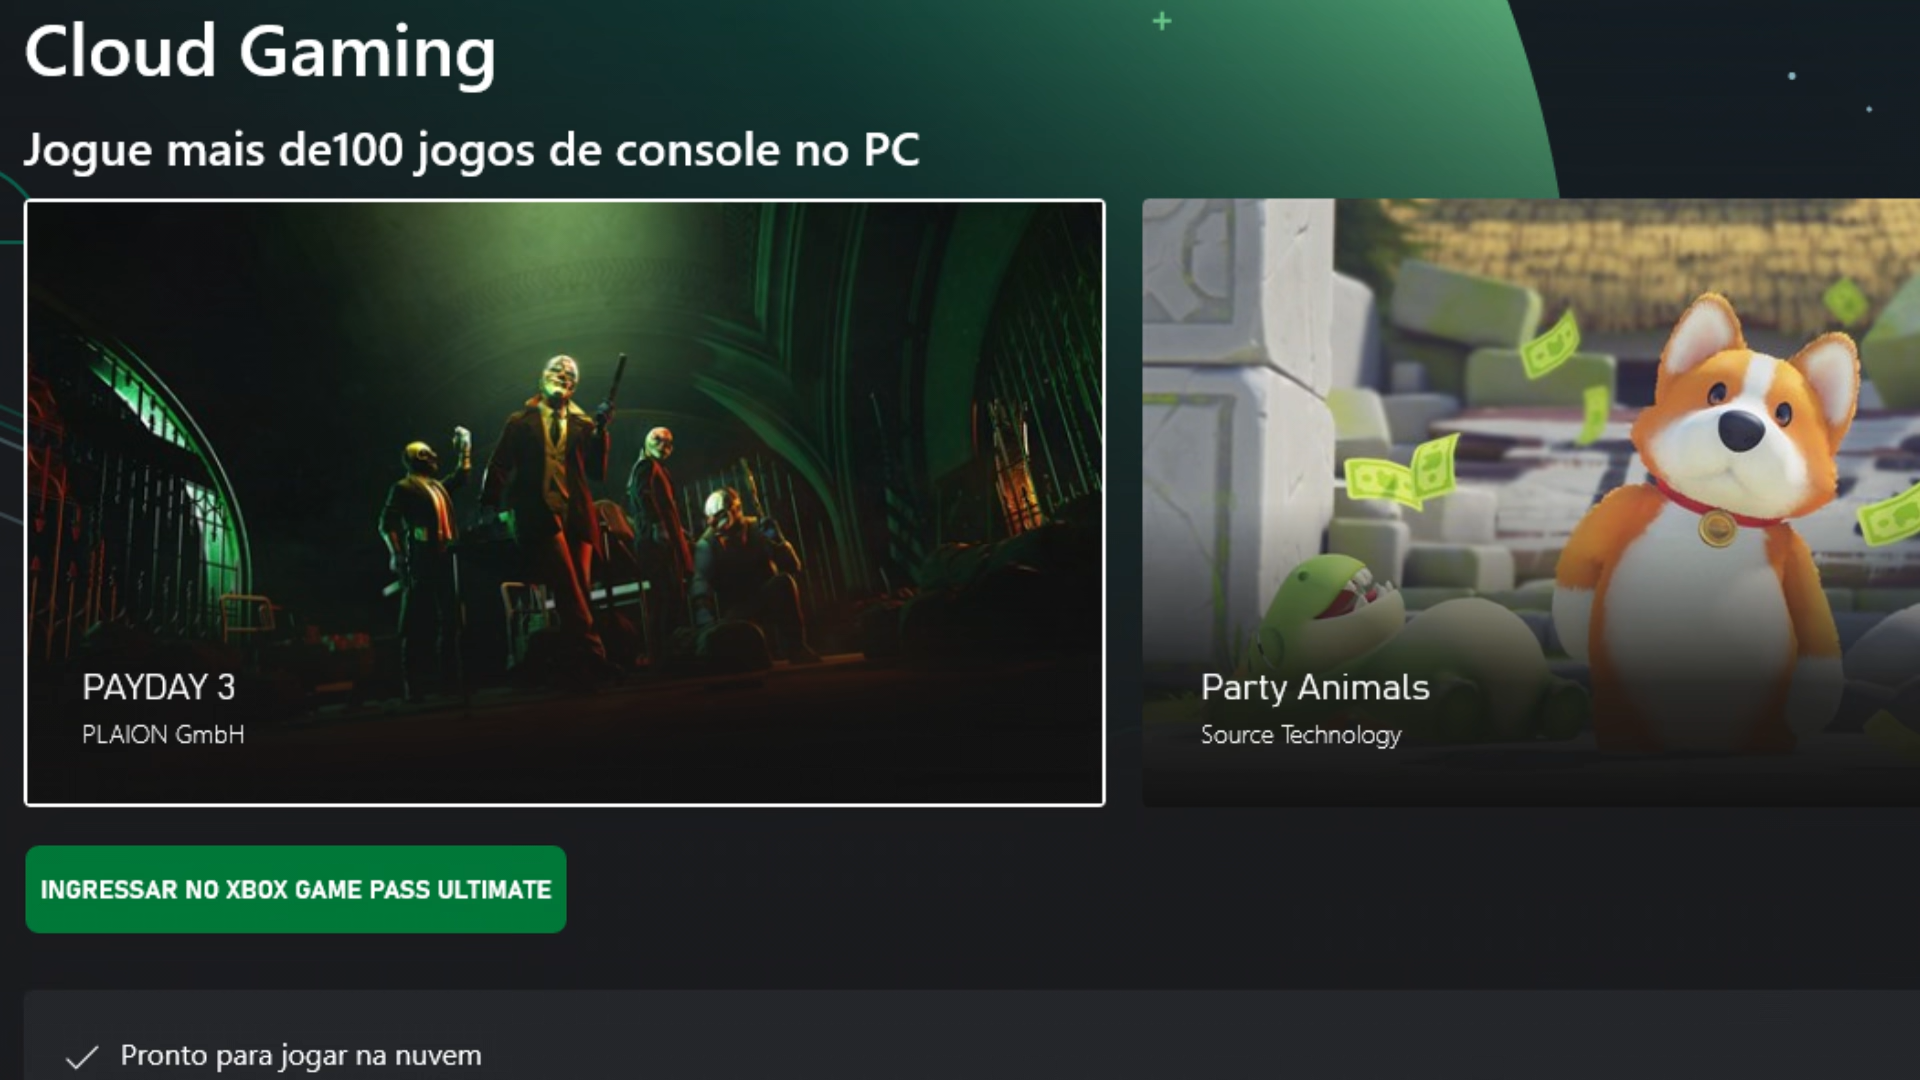 Cloud Gaming
Jogue mais de100 jogos de console no PC
PAYDAY 3
PLAION GmbH
Party Animals
Source Technology
INGRESSAR NO XBOX GAME PASS ULTIMATE
Pronto para jogar na nuvem